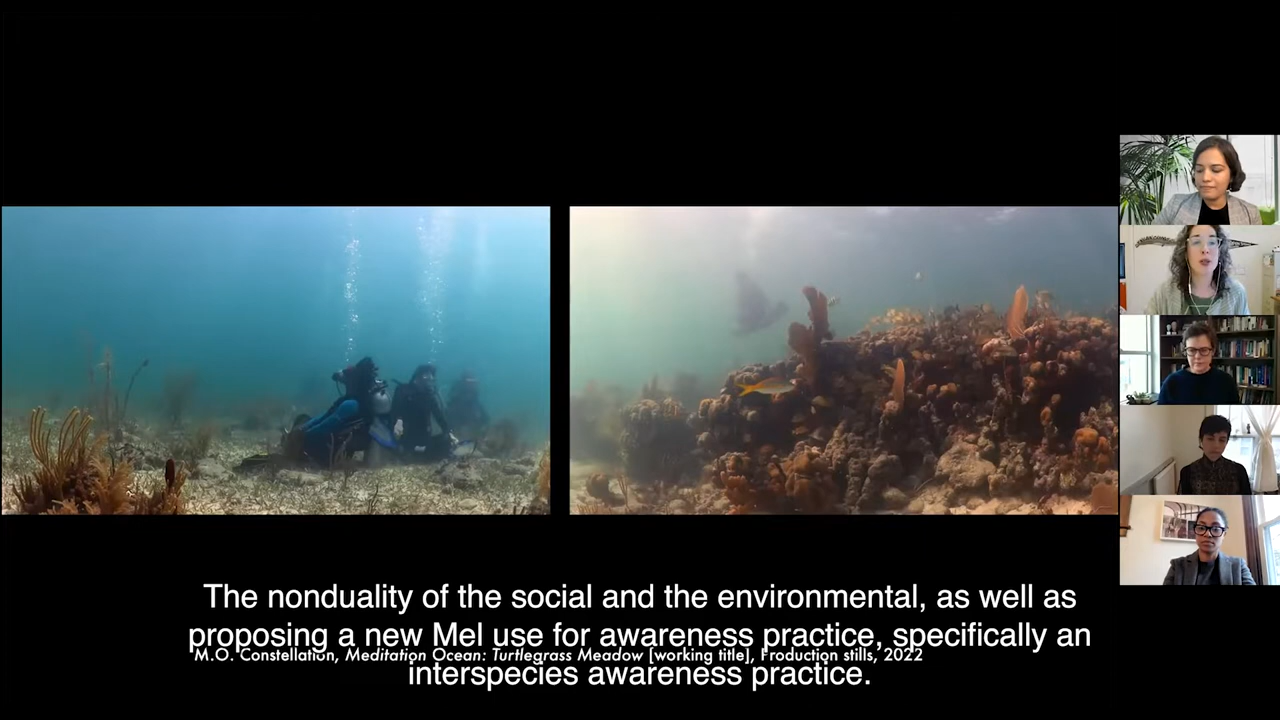 The nonduality of the social and the environmental, as well as
proposing a new Mel use for awareness practice, specifically an
M.O. Constellation, Meditation Ocean: Turtlegrass Meadow [working title], Production stills, 2022
interspecies awareness practice.